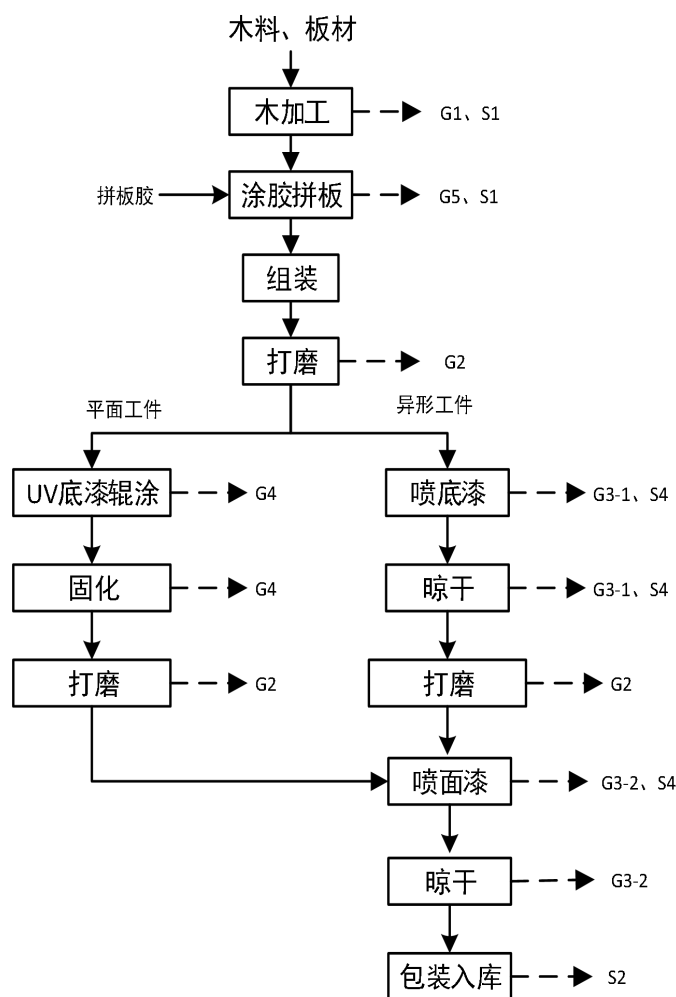 木料、板材
木加工
G1、S1
拼板胶
涂胶拼板
G5、S1
组装
打磨
G2
平面工件
异形工件
UV底漆辊涂
G4
喷底漆
G3-1、S4
固化
G4
晾干
G3-1、S4
打磨
G2
打磨
G2
喷面漆
G3-2、S4
晾干
G3-2
包装入库
S2